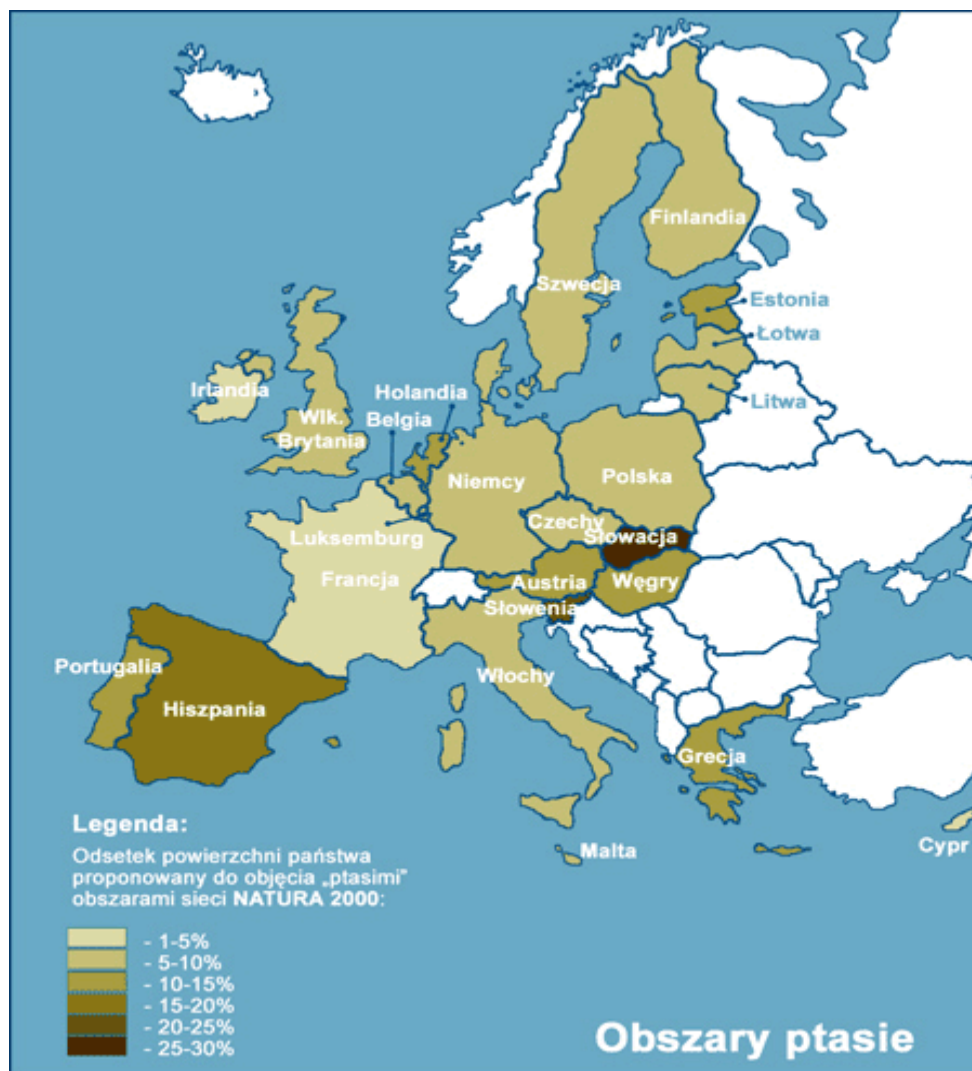 Finlandia
Szwecja
Estonia
Łotwa
Litwa
Irlandia
Wlk.
Brytania
Holandia
Belgia
Niemcy
Polska
Luksemburg
Czechy
Słowacja
Francja
Austria
Węgry
Słowenia
Portugalia
Hiszpania
Włochy
Grecja
Malta
Cypr
Legenda:
Odsetek powierzchni państwa
proponowany do objęcia „ptasimi”
obszarami sieci NATURA 2000:
- 1-5%
- 5-10%
- 10-15%
- 15-20%
- 20-25%
- 25-30%
Obszary ptasie